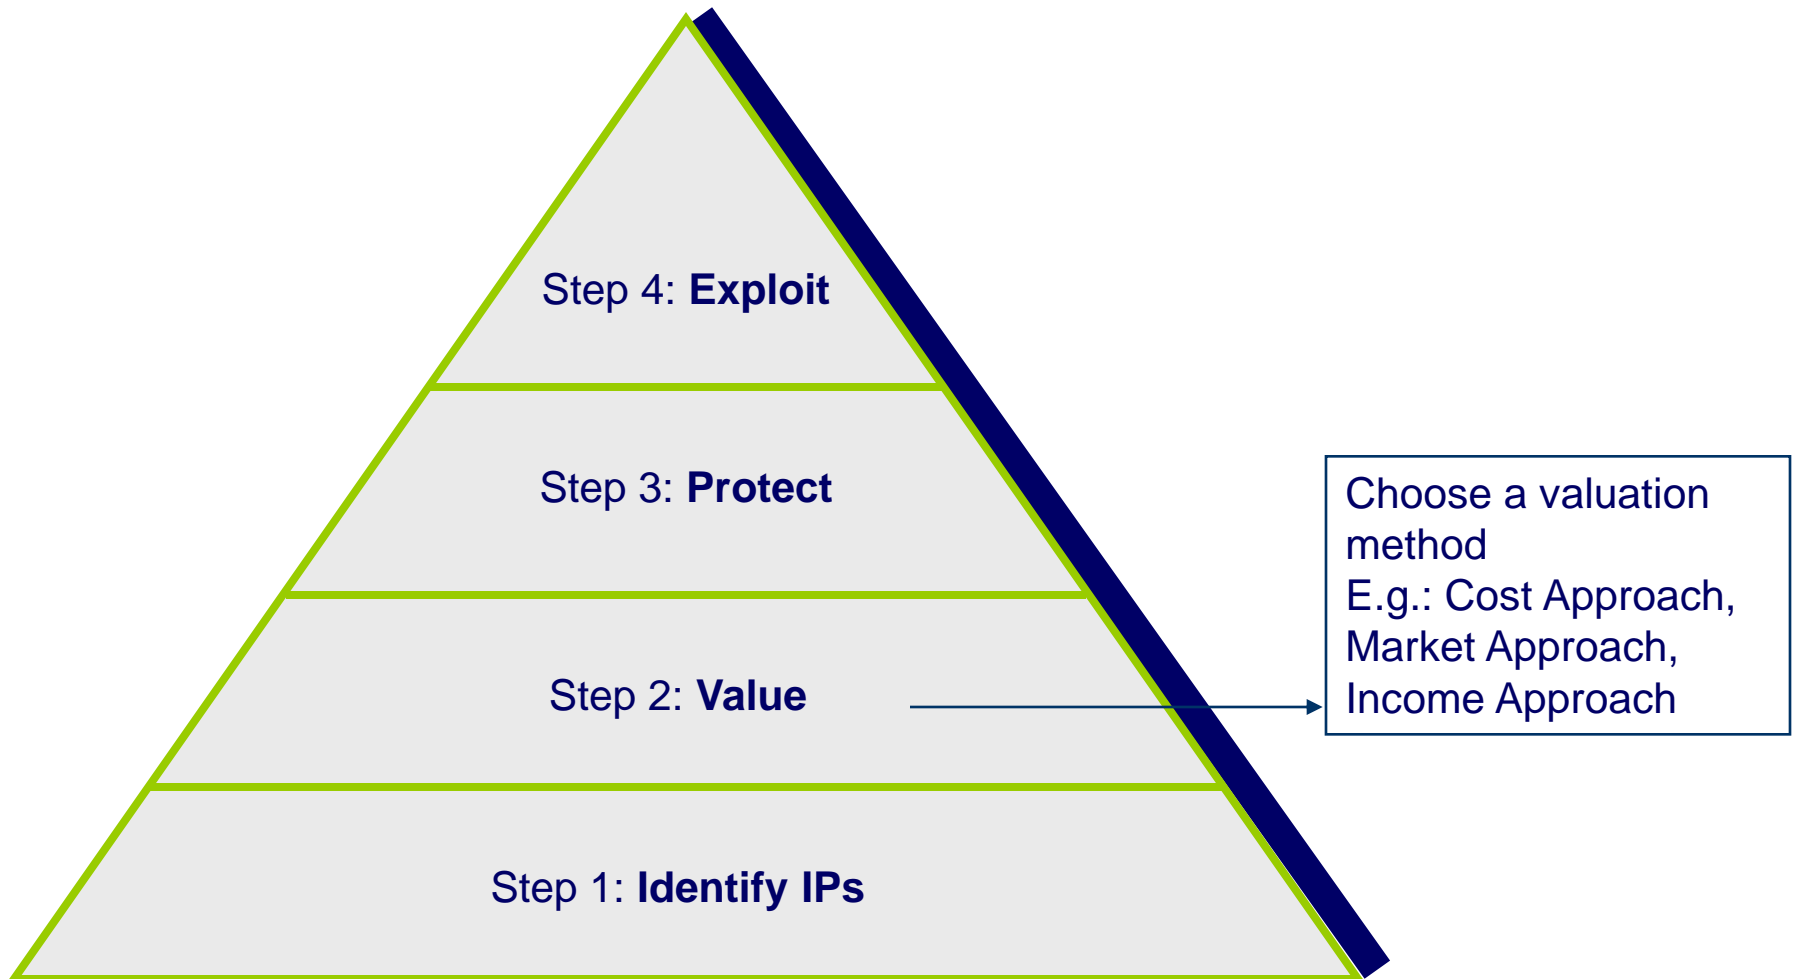 Step 4: Exploit
Step 3: Protect
Step 2: Value
Choose a valuation
method
E.g.: Cost Approach,
Market Approach,
Income Approach
Step 1: Identify IPs